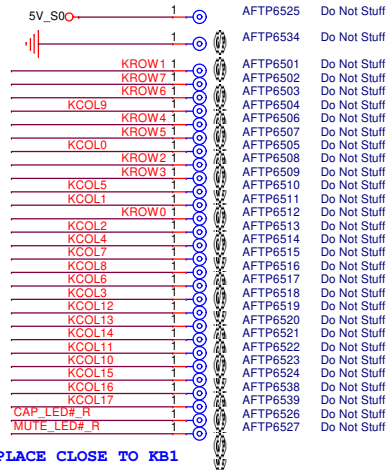 5V_S0 1 AFTP6525 Do Not Stuff
1 AFTP6534 Do Not Stuff
KROW1 1 AFTP6501 Do Not Stuff
KROW7 1 AFTP6502 Do Not Stuff
KROW6 1 AFTP6503 Do Not Stuff
KCOL9 1 AFTP6504 Do Not Stuff
KROW4 1 AFTP6506 Do Not Stuff
KROW5 1 AFTP6507 Do Not Stuff
KCOL0 1 AFTP6505 Do Not Stuff
KROW2 1 AFTP6508 Do Not Stuff
KROW3 1 AFTP6509 Do Not Stuff
KCOL5 1 AFTP6510 Do Not Stuff
KCOL1 1 AFTP6511 Do Not Stuff
KROW0 1 AFTP6512 Do Not Stuff
KCOL2 1 AFTP6513 Do Not Stuff
KCOL4 1 AFTP6514 Do Not Stuff
KCOL7 1 AFTP6515 Do Not Stuff
KCOL8 1 AFTP6516 Do Not Stuff
KCOL6 1 AFTP6517 Do Not Stuff
KCOL3 1 AFTP6518 Do Not Stuff
KCOL12 1 AFTP6519 Do Not Stuff
KCOL13 1 AFTP6520 Do Not Stuff
KCOL14 1 AFTP6521 Do Not Stuff
KCOL11 1 AFTP6522 Do Not Stuff
KCOL10 1 AFTP6523 Do Not Stuff
KCOL15 1 AFTP6524 Do Not Stuff
KCOL16 1 AFTP6538 Do Not Stuff
KCOL17 1 AFTP6539 Do Not Stuff
CAP_LED#_R 1 AFTP6526 Do Not Stuff
MUTE_LED#_R 1 AFTP6527 Do Not Stuff
PLACE CLOSE TO KB1